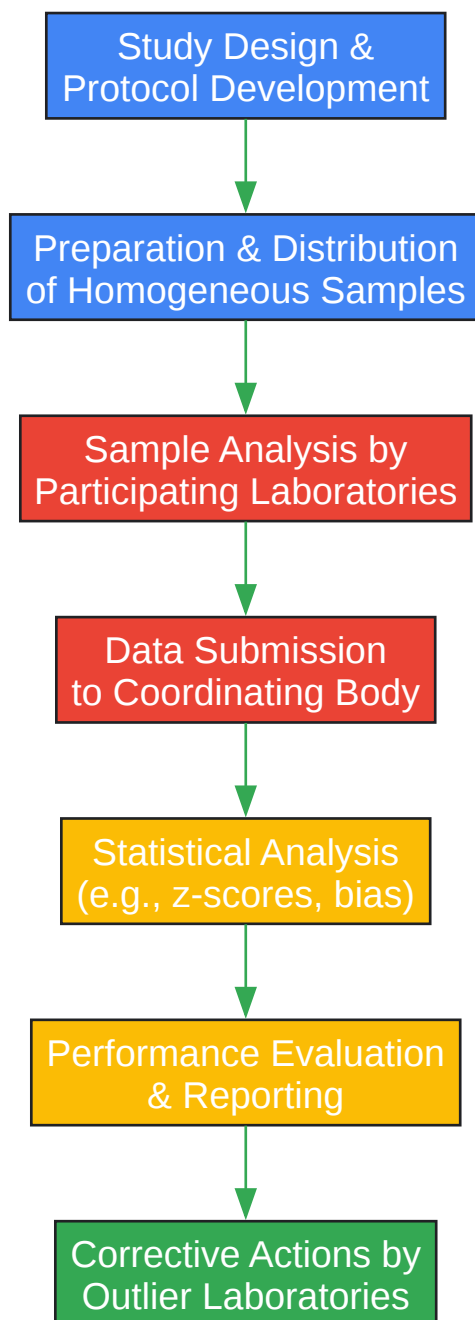 Study Design &
Protocol Development
Preparation & Distribution
of Homogeneous Samples
Sample Analysis by
Participating Laboratories
Data Submission
to Coordinating Body
Statistical Analysis
(e.g., z-scores, bias)
Performance Evaluation
& Reporting
Corrective Actions by
Outlier Laboratories